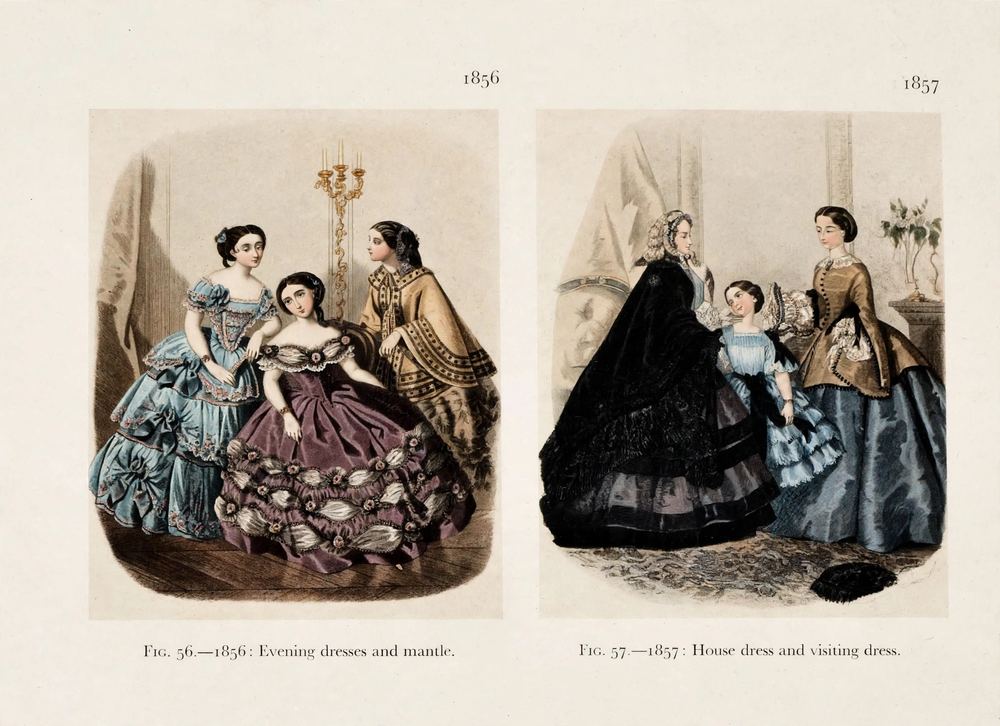 1856
1857
Fig. 56.—1856: Evening dresses and mantle.
Fig. 57.—1857: House dress and visiting dress.